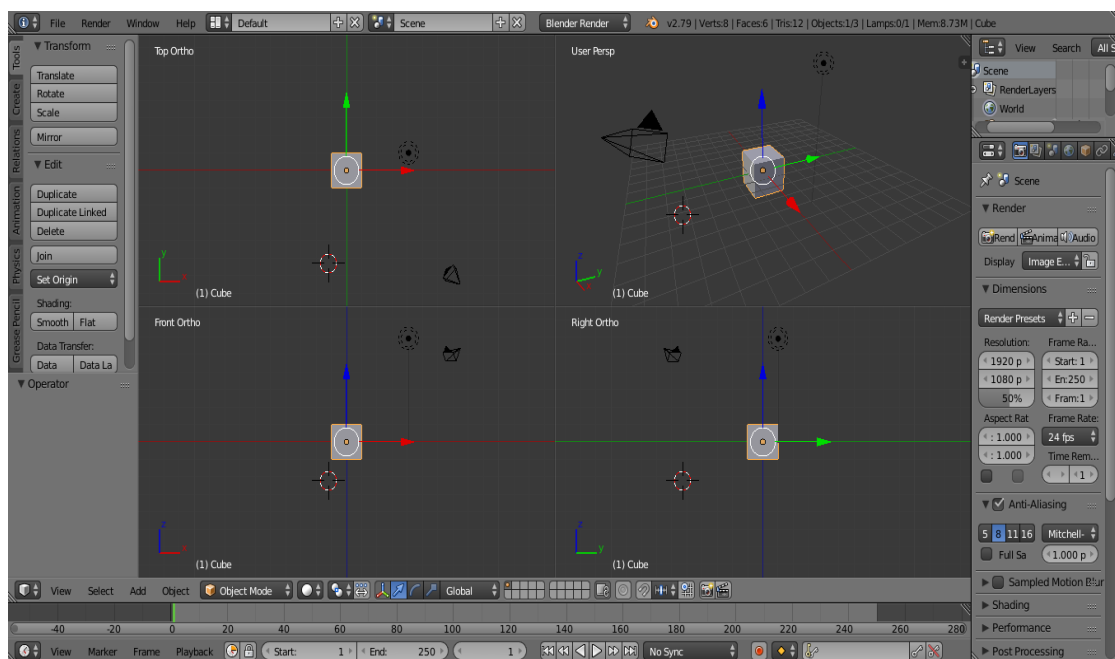 File Render Window Help Default Scene Blender Render v2.79 | Verts:8 | Faces:6 | Tris:12 | Objects:1/3 | Lamps:0/1 | Mem:8.73M | Cube
Tools
Create
Relations
Animation
Physics
Grease Pencil
Transform
Translate
Rotate
Scale
Mirror
Edit
Duplicate
Duplicate Linked
Delete
Join
Set Origin
Shading:
Smooth Flat
Data Transfer:
Data Data La
Operator
Top Ortho
y
x
(1) Cube
User Persp
z
y
(1) Cube
Front Ortho
z
x
(1) Cube
Right Ortho
z
y
(1) Cube
View Search All S
Scene
RenderLayers
World
Scene
Render
Rend Anima Audio
Display Image E...
Dimensions
Render Presets
Resolution: Frame Ra...
1920 p Start: 1
1080 p En:250
50% Fram:1
Aspect Rat Frame Rate:
: 1.000 24 fps
: 1.000 Time Rem...
1
Anti-Aliasing
5 8 11 16 Mitchell-
Full Sa 1.000 p
Sampled Motion Blur
Shading
Performance
Post Processing
View Select Add Object Object Mode Global
-40 -20 0 20 40 60 80 100 120 140 160 180 200 220 240 260 280
View Marker Frame Playback Start: 1 End: 250 1 No Sync